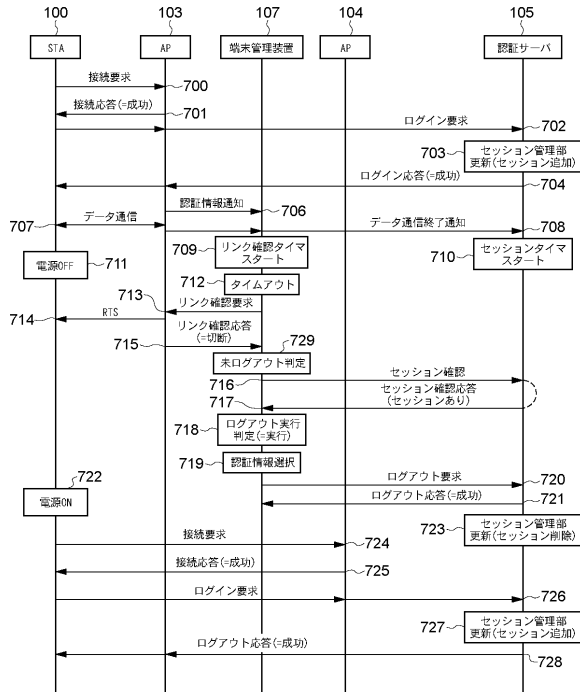 100
103
107
104
105
STA
AP
端末管理装置
AP
認証サーバ
接続要求
700
接続応答(=成功)
701
ログイン要求
702
703
セッション管理部
更新(セッション追加)
ログイン応答(=成功)
704
認証情報通知
706
707
データ通信
データ通信終了通知
708
709
リンク確認タイマ
スタート
710
セッションタイマ
スタート
電源OFF
711
712
タイムアウト
713
リンク確認要求
714
RTS
715
リンク確認応答
(=切断)
729
未ログアウト判定
716
セッション確認
717
セッション確認応答
(セッションあり)
718
ログアウト実行
判定(=実行)
719
認証情報選択
722
ログアウト要求
720
電源ON
ログアウト応答(=成功)
721
723
セッション管理部
更新(セッション削除)
接続要求
724
接続応答(=成功)
725
ログイン要求
726
727
セッション管理部
更新(セッション追加)
ログアウト応答(=成功)
728